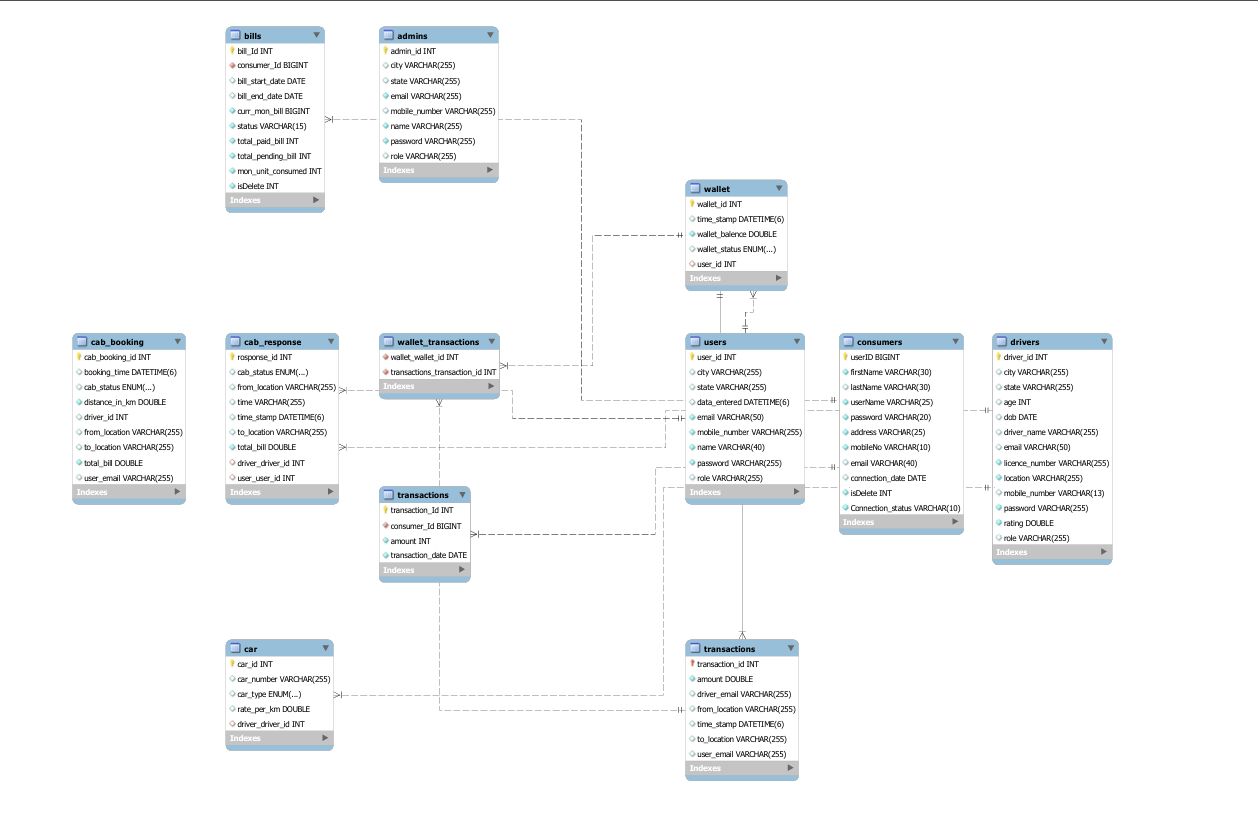 bills
bill_Id INT
consumer_Id BIGINT
bill_start_date DATE
bill_end_date DATE
curr_mon_bill BIGINT
status VARCHAR(15)
total_paid_bill INT
total_pending_bill INT
mon_unit_consumed INT
isDelete INT
Indexes
admins
admin_id INT
city VARCHAR(255)
state VARCHAR(255)
email VARCHAR(255)
mobile_number VARCHAR(255)
name VARCHAR(255)
password VARCHAR(255)
role VARCHAR(255)
Indexes
wallet
wallet_id INT
time_stamp DATETIME(6)
wallet_balence DOUBLE
wallet_status ENUM(...)
user_id INT
Indexes
cab_booking
cab_booking_id INT
booking_time DATETIME(6)
cab_status ENUM(...)
distance_in_km DOUBLE
driver_id INT
from_location VARCHAR(255)
to_location VARCHAR(255)
total_bill DOUBLE
user_email VARCHAR(255)
Indexes
cab_response
response_id INT
cab_status ENUM(...)
from_location VARCHAR(255)
time VARCHAR(255)
time_stamp DATETIME(6)
to_location VARCHAR(255)
total_bill DOUBLE
driver_driver_id INT
user_user_id INT
Indexes
wallet_transactions
wallet_wallet_id INT
transactions_transaction_id INT
Indexes
users
user_id INT
city VARCHAR(255)
state VARCHAR(255)
data_entered DATETIME(6)
email VARCHAR(50)
mobile_number VARCHAR(255)
name VARCHAR(40)
password VARCHAR(255)
role VARCHAR(255)
Indexes
consumers
userID BIGINT
firstName VARCHAR(30)
lastName VARCHAR(30)
userName VARCHAR(25)
password VARCHAR(20)
address VARCHAR(25)
mobileNo VARCHAR(10)
email VARCHAR(40)
connection_date DATE
isDelete INT
Connection_status VARCHAR(10)
Indexes
drivers
driver_id INT
city VARCHAR(255)
state VARCHAR(255)
age INT
dob DATE
driver_name VARCHAR(255)
email VARCHAR(50)
licence_number VARCHAR(255)
location VARCHAR(255)
mobile_number VARCHAR(13)
password VARCHAR(255)
rating DOUBLE
role VARCHAR(255)
Indexes
transactions
transaction_Id INT
consumer_Id BIGINT
amount INT
transaction_date DATE
Indexes
car
car_id INT
car_number VARCHAR(255)
car_type ENUM(...)
rate_per_km DOUBLE
driver_driver_id INT
Indexes
transactions
transaction_id INT
amount DOUBLE
driver_email VARCHAR(255)
from_location VARCHAR(255)
time_stamp DATETIME(6)
to_location VARCHAR(255)
user_email VARCHAR(255)
Indexes